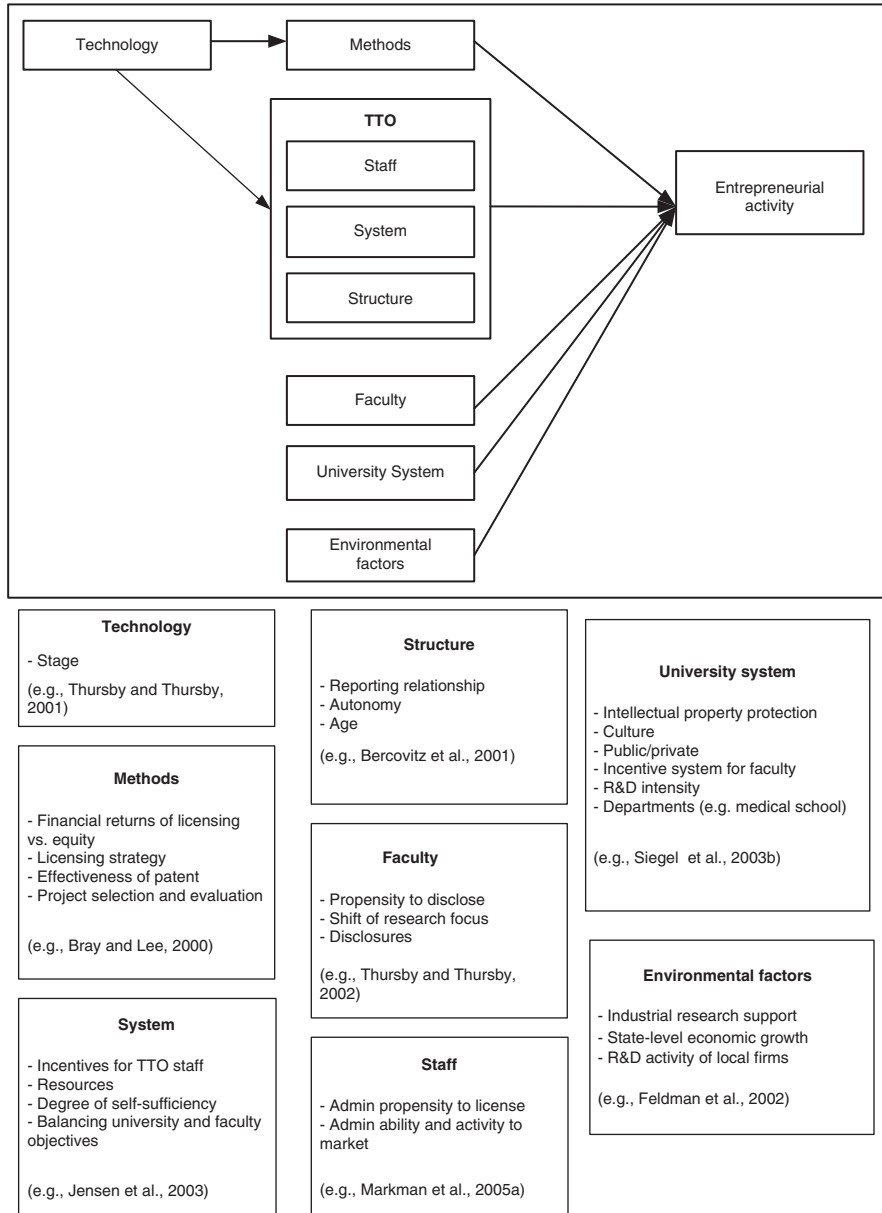 Technology
Methods
TTO
Staff
System
Structure
Entrepreneurial
activity
Faculty
University System
Environmental
factors
Technology
- Stage
(e.g., Thursby and Thursby,
2001)
Methods
- Financial returns of licensing
vs. equity
- Licensing strategy
- Effectiveness of patent
- Project selection and evaluation
(e.g., Bray and Lee, 2000)
System
- Incentives for TTO staff
- Resources
- Degree of self-sufficiency
- Balancing university and faculty
objectives
(e.g., Jensen et al., 2003)
Structure
- Reporting relationship
- Autonomy
- Age
(e.g., Bercovitz et al., 2001)
Faculty
- Propensity to disclose
- Shift of research focus
- Disclosures
(e.g., Thursby and Thursby,
2002)
Staff
- Admin propensity to license
- Admin ability and activity to
market
(e.g., Markman et al., 2005a)
University system
- Intellectual property protection
- Culture
- Public/private
- Incentive system for faculty
- R&D intensity
- Departments (e.g. medical school)
(e.g., Siegel et al., 2003b)
Environmental factors
- Industrial research support
- State-level economic growth
- R&D activity of local firms
(e.g., Feldman et al., 2002)